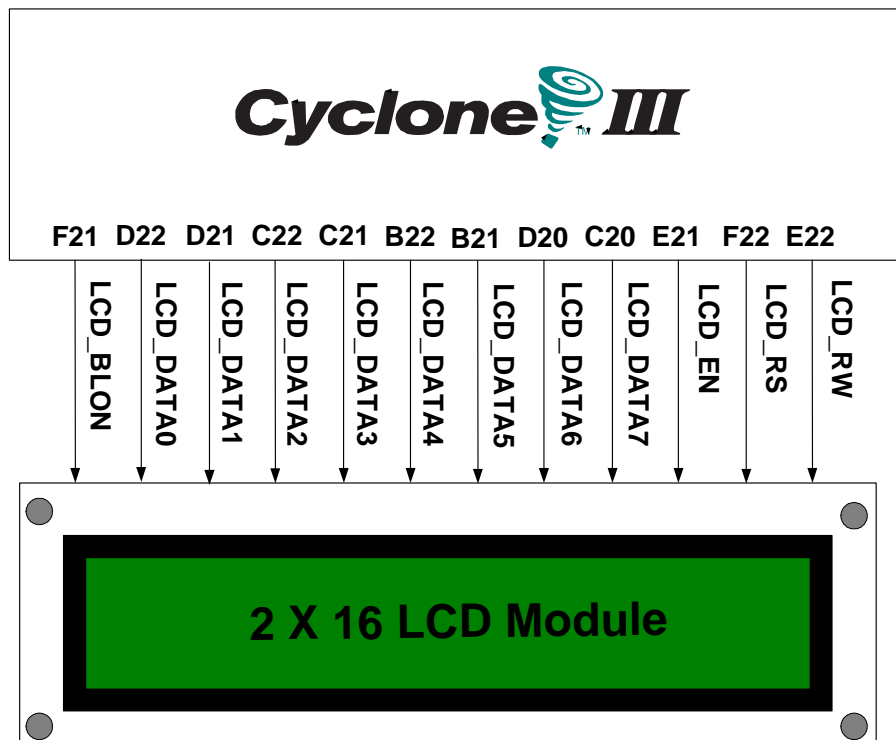 Cyclone III
TM
F21 D22 D21 C22 C21 B22 B21 D20 C20 E21 F22 E22
LCD_BLON
LCD_DATA0
LCD_DATA1
LCD_DATA2
LCD_DATA3
LCD_DATA4
LCD_DATA5
LCD_DATA6
LCD_DATA7
LCD_EN
LCD_RS
LCD_RW
2 X 16 LCD Module